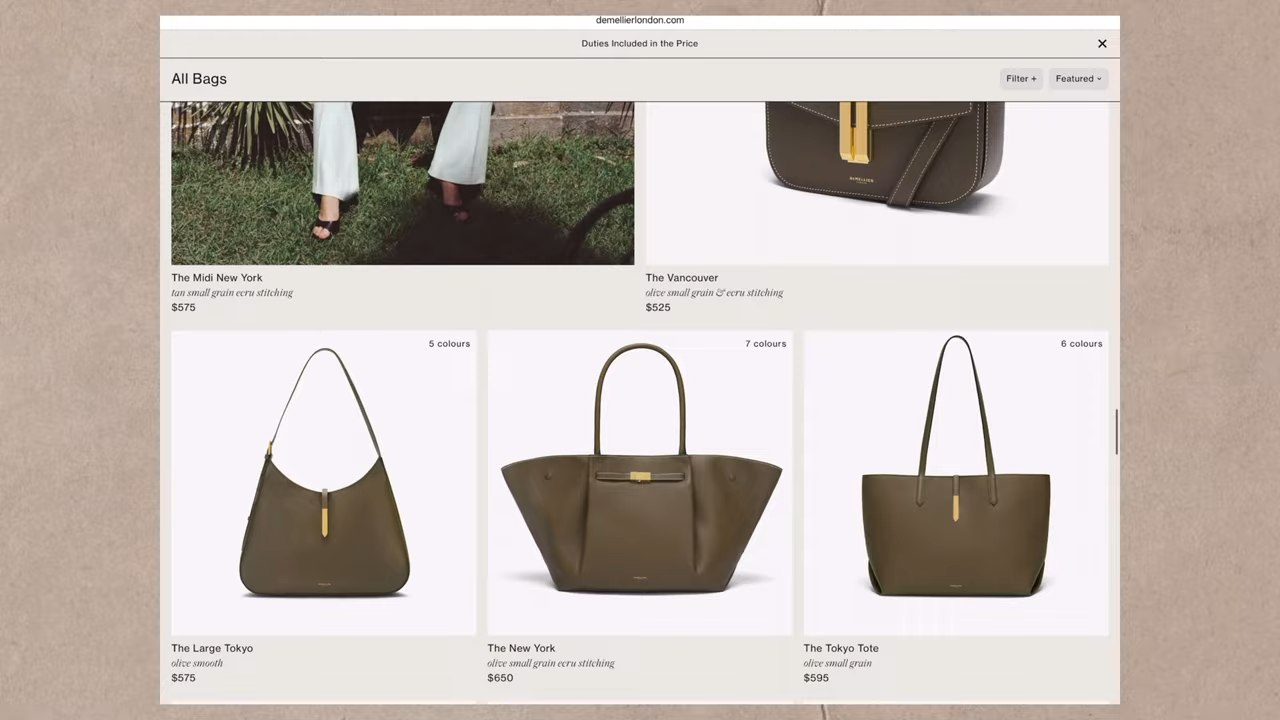 demellierlondon.com
Duties Included in the Price
All Bags
Filter +
Featured
DEMELLIER
The Midi New York
tan small grain ecru stitching
$575
The Vancouver
olive small grain & ecru stitching
$525
5 colours
7 colours
6 colours
The Large Tokyo
olive smooth
$575
The New York
olive small grain ecru stitching
$650
The Tokyo Tote
olive small grain
$595